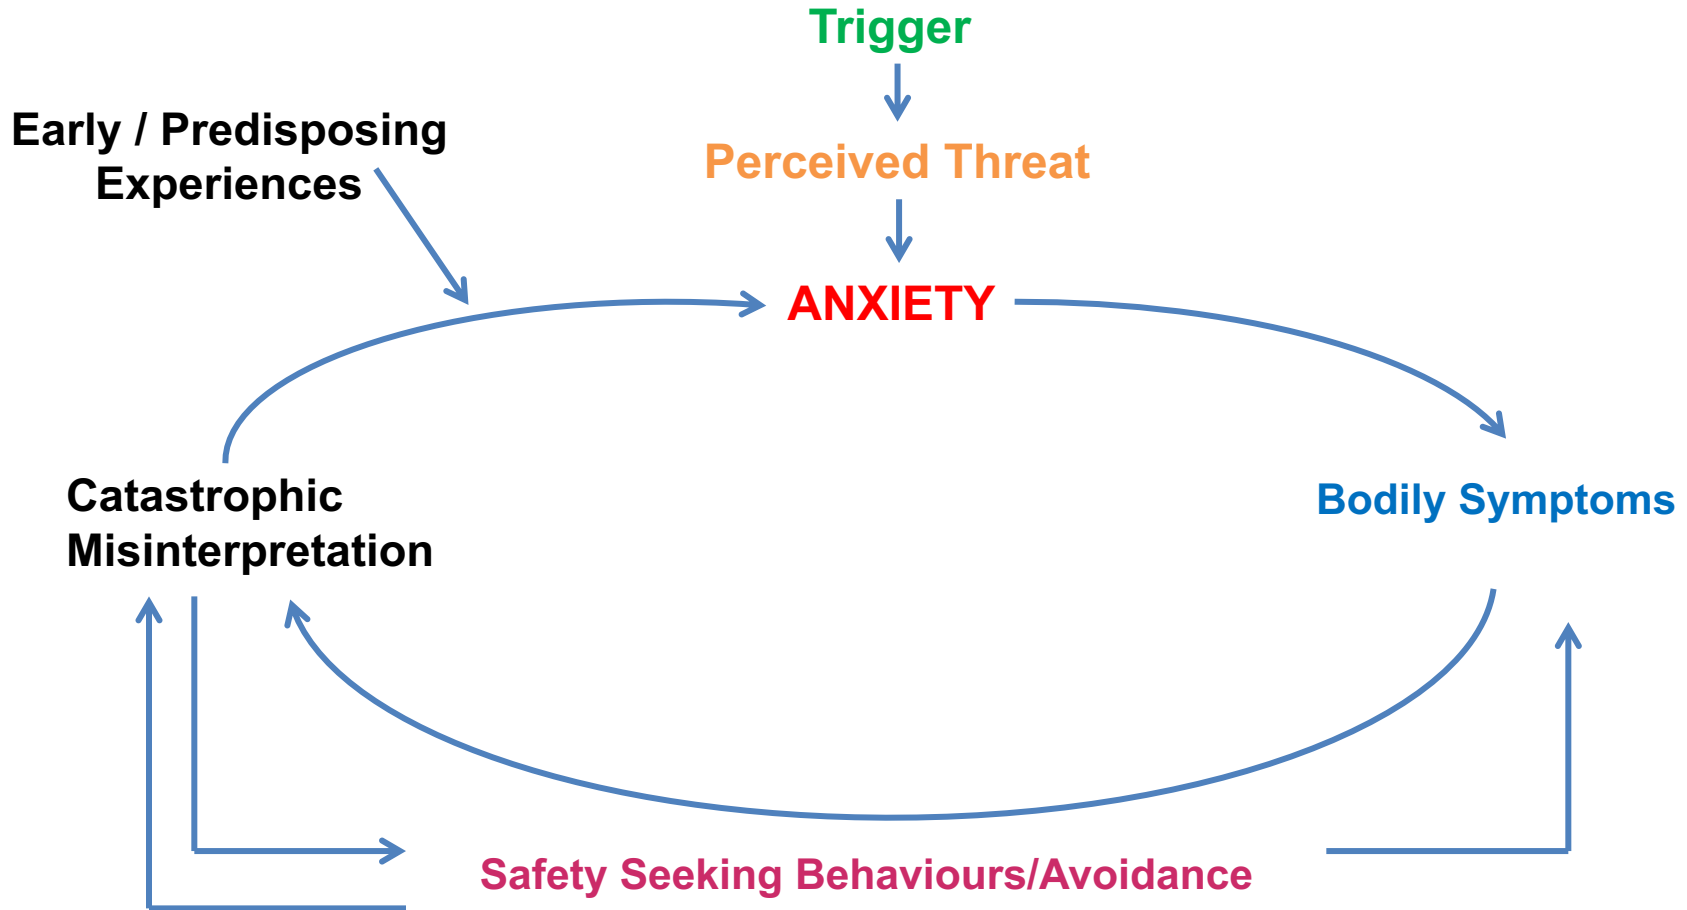 Trigger
Early / Predisposing
Experiences
Perceived Threat
ANXIETY
Catastrophic
Misinterpretation
Bodily Symptoms
Safety Seeking Behaviours/Avoidance